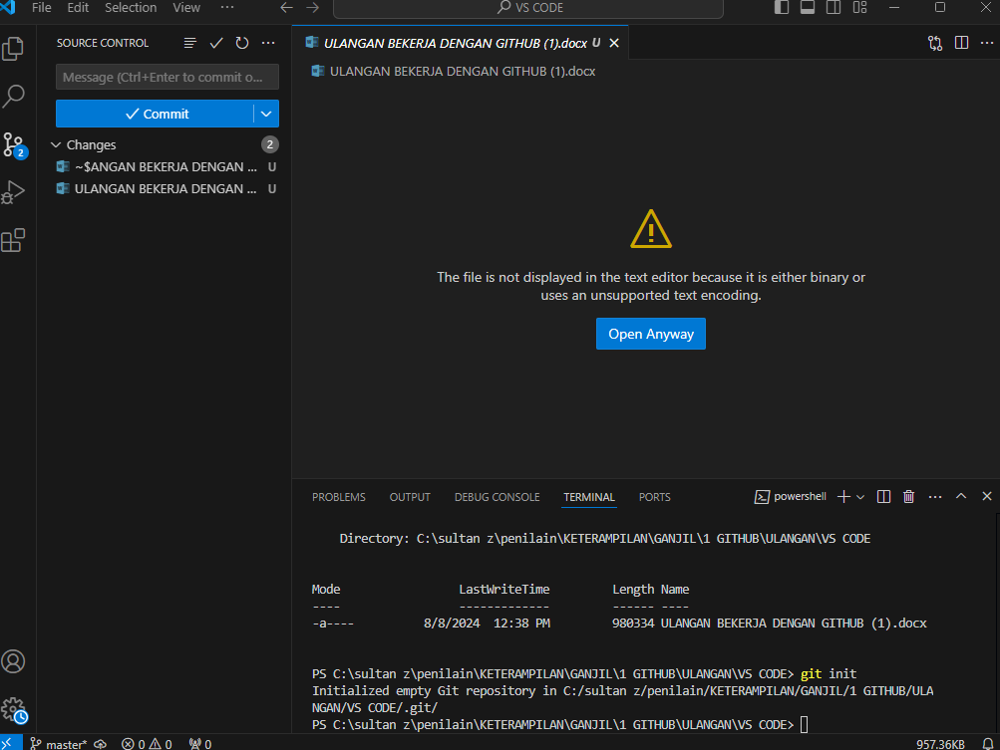 File Edit Selection View ··· VS CODE
SOURCE CONTROL
Message (Ctrl+Enter to commit o...
Commit
Changes 2
~$ANGAN BEKERJA DENGAN ... U
ULANGAN BEKERJA DENGAN ... U
2
ULANGAN BEKERJA DENGAN GITHUB (1).docx U
ULANGAN BEKERJA DENGAN GITHUB (1).docx
The file is not displayed in the text editor because it is either binary or
uses an unsupported text encoding.
Open Anyway
PROBLEMS OUTPUT DEBUG CONSOLE TERMINAL PORTS powershell
Directory: C:\sultan z\penilain\KETERAMPILAN\GANJIL\1 GITHUB\ULANGAN\VS CODE
Mode LastWriteTime Length Name
---- ------------- ------ ----
-a---- 8/8/2024 12:38 PM 980334 ULANGAN BEKERJA DENGAN GITHUB (1).docx
PS C:\sultan z\penilain\KETERAMPILAN\GANJIL\1 GITHUB\ULANGAN\VS CODE> git init
Initialized empty Git repository in C:/sultan z/penilain/KETERAMPILAN/GANJIL/1 GITHUB/ULA
NGAN/VS CODE/.git/
PS C:\sultan z\penilain\KETERAMPILAN\GANJIL\1 GITHUB\ULANGAN\VS CODE>
master* 0 0 0 957.36KB